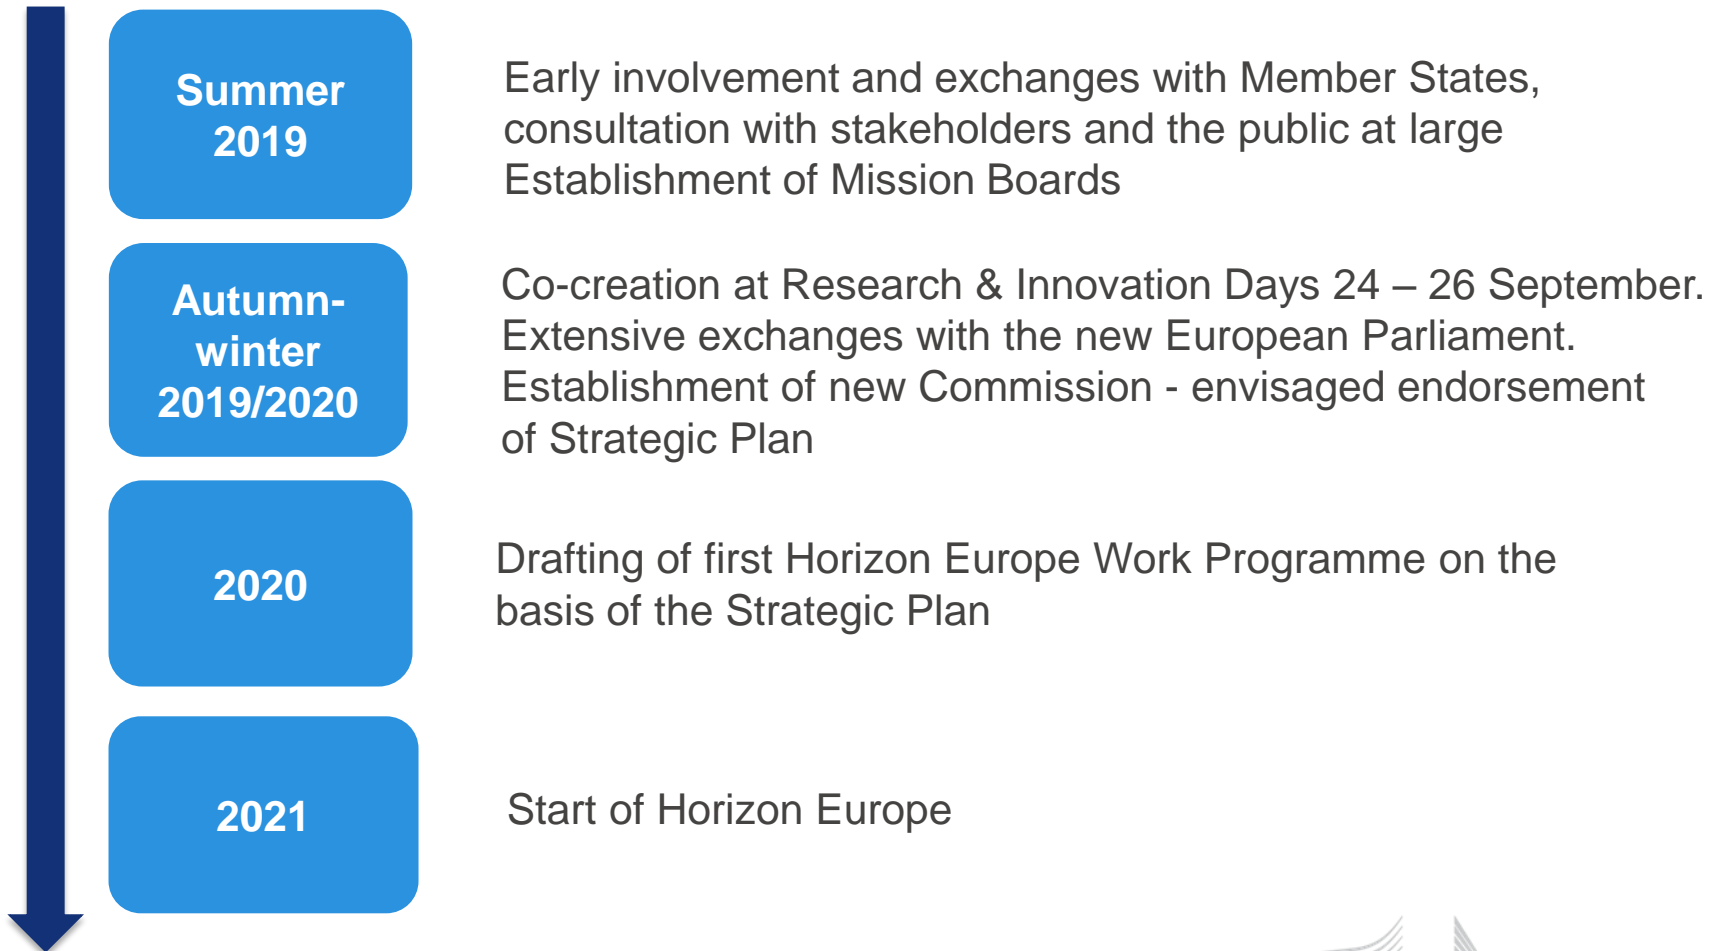 Summer
2019
Early involvement and exchanges with Member States,
consultation with stakeholders and the public at large
Establishment of Mission Boards
Autumn-
winter
2019/2020
Co-creation at Research & Innovation Days 24 – 26 September.
Extensive exchanges with the new European Parliament.
Establishment of new Commission - envisaged endorsement
of Strategic Plan
2020
Drafting of first Horizon Europe Work Programme on the
basis of the Strategic Plan
2021
Start of Horizon Europe